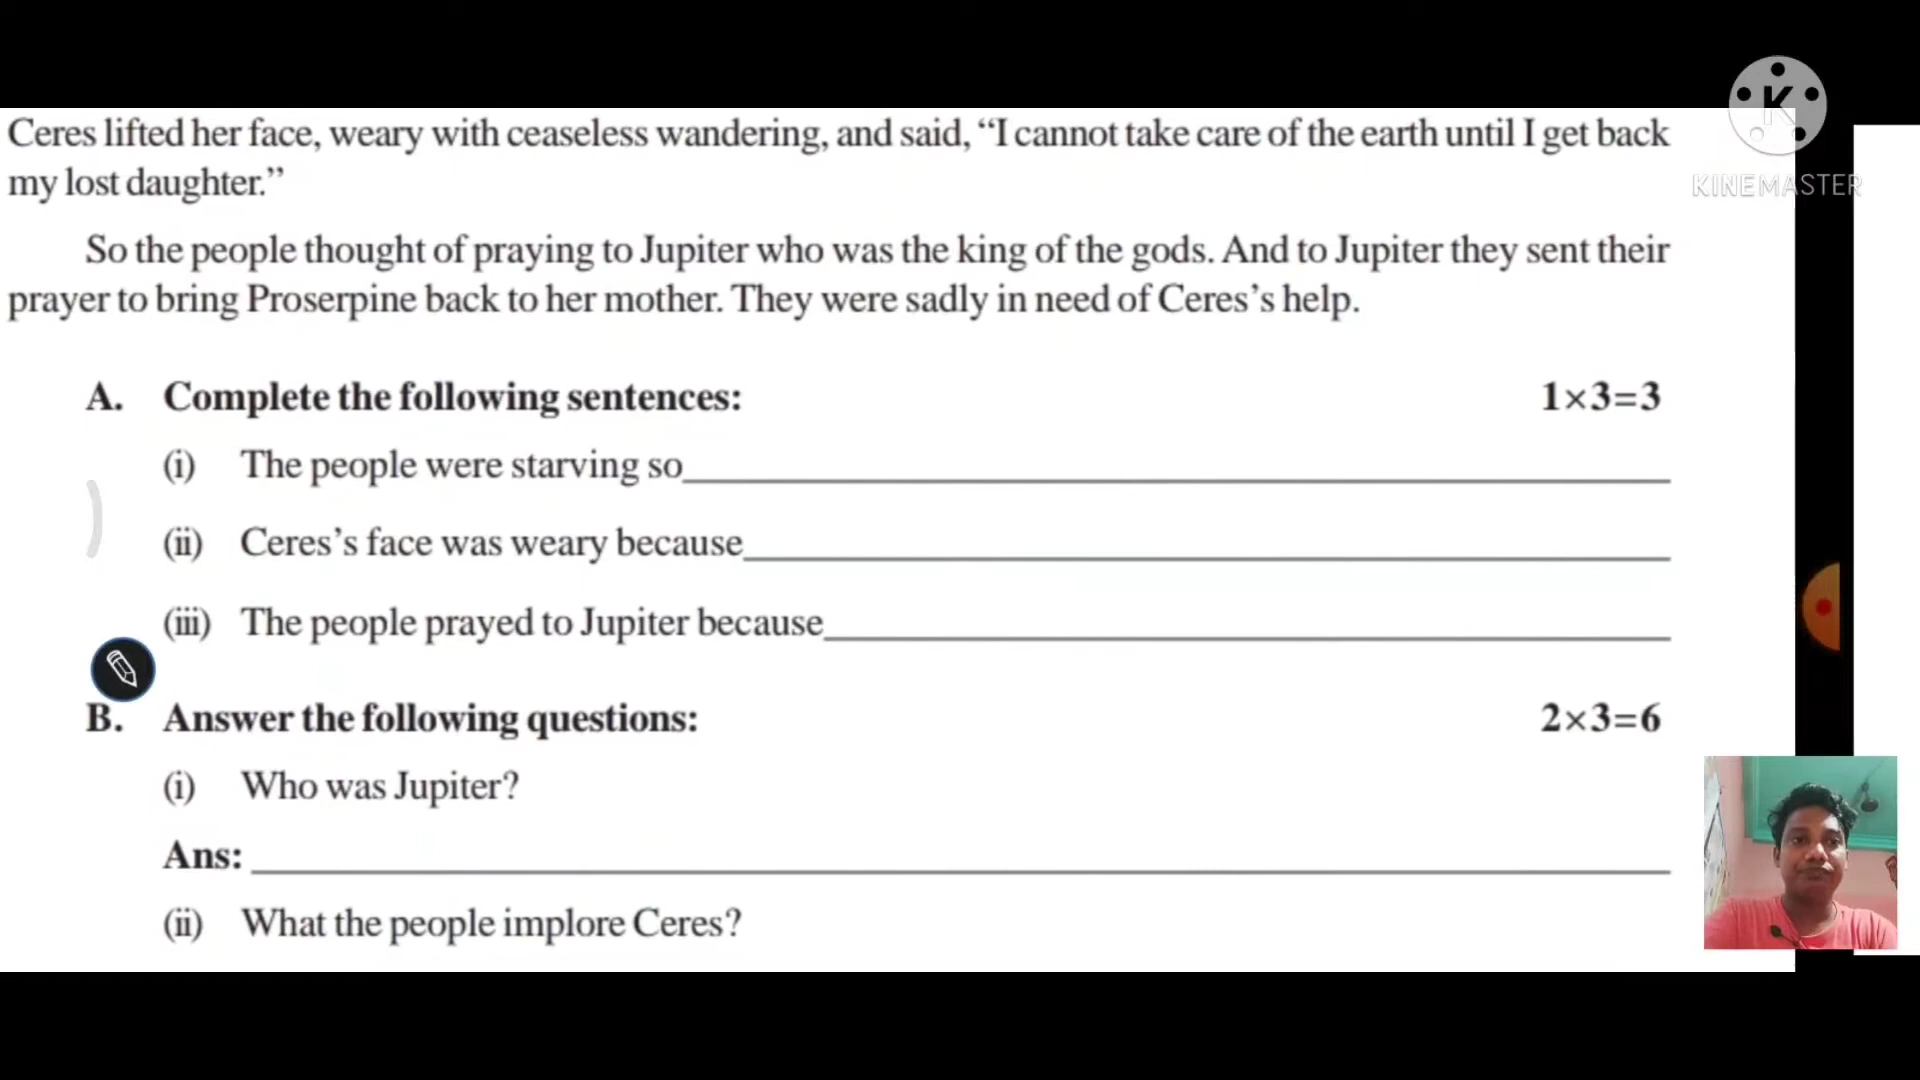 Ceres lifted her face, weary with ceaseless wandering, and said, “I cannot take care of the earth until I get back
my lost daughter.”
So the people thought of praying to Jupiter who was the king of the gods. And to Jupiter they sent their
prayer to bring Proserpine back to her mother. They were sadly in need of Ceres’s help.
A. Complete the following sentences: 1×3=3
(i) The people were starving so
(ii) Ceres’s face was weary because
(iii) The people prayed to Jupiter because
B. Answer the following questions: 2×3=6
(i) Who was Jupiter?
Ans:
(ii) What the people implore Ceres?
K
KINEMASTER